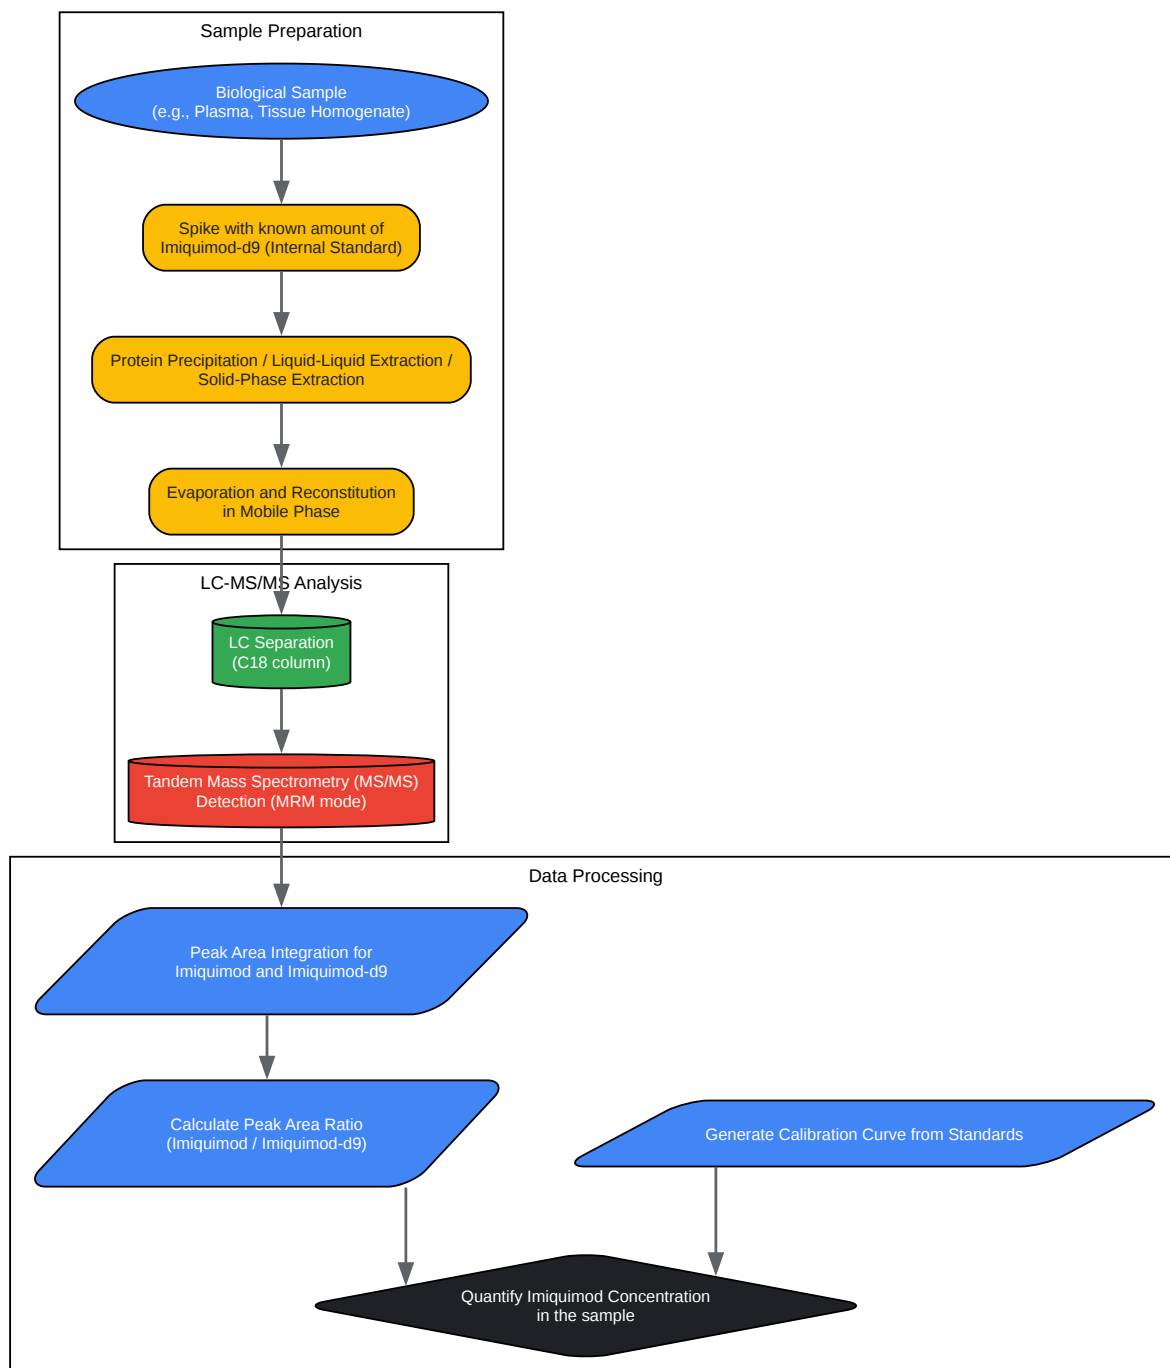 Sample Preparation
Biological Sample
(e.g., Plasma, Tissue Homogenate)
Spike with known amount of
Imiquimod-d9 (Internal Standard)
Protein Precipitation / Liquid-Liquid Extraction /
Solid-Phase Extraction
Evaporation and Reconstitution
in Mobile Phase
LC-MS/MS Analysis
LC Separation
(C18 column)
Tandem Mass Spectrometry (MS/MS)
Detection (MRM mode)
Data Processing
Peak Area Integration for
Imiquimod and Imiquimod-d9
Calculate Peak Area Ratio
(Imiquimod / Imiquimod-d9)
Generate Calibration Curve from Standards
Quantify Imiquimod Concentration
in the sample